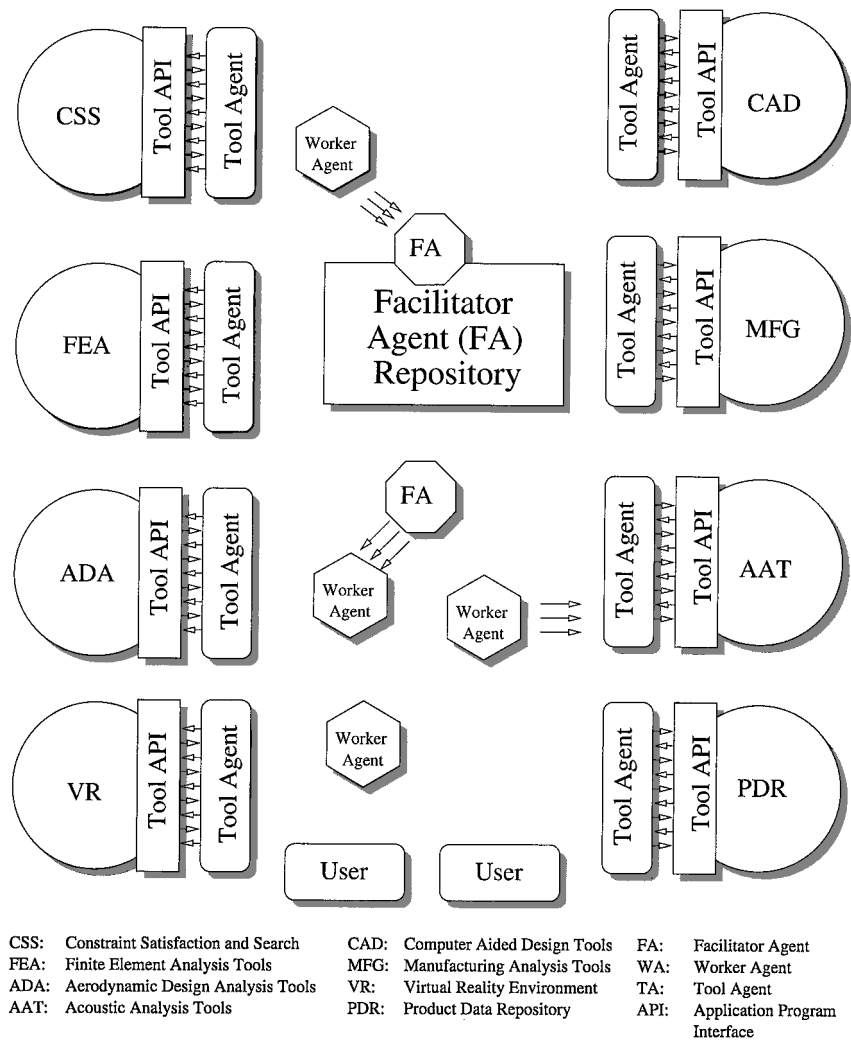 CSS
Tool API
Tool Agent
Worker
Agent
Tool Agent
Tool API
CAD
FA
Facilitator
Agent (FA)
Repository
FEA
Tool API
Tool Agent
Tool Agent
Tool API
MFG
FA
ADA
Tool API
Tool Agent
Worker
Agent
Worker
Agent
Tool Agent
Tool API
AAT
VR
Tool API
Tool Agent
Worker
Agent
Tool Agent
Tool API
PDR
User
User
CSS: Constraint Satisfaction and Search
FEA: Finite Element Analysis Tools
ADA: Aerodynamic Design Analysis Tools
AAT: Acoustic Analysis Tools
CAD: Computer Aided Design Tools
MFG: Manufacturing Analysis Tools
VR: Virtual Reality Environment
PDR: Product Data Repository
FA: Facilitator Agent
WA: Worker Agent
TA: Tool Agent
API: Application Program
Interface